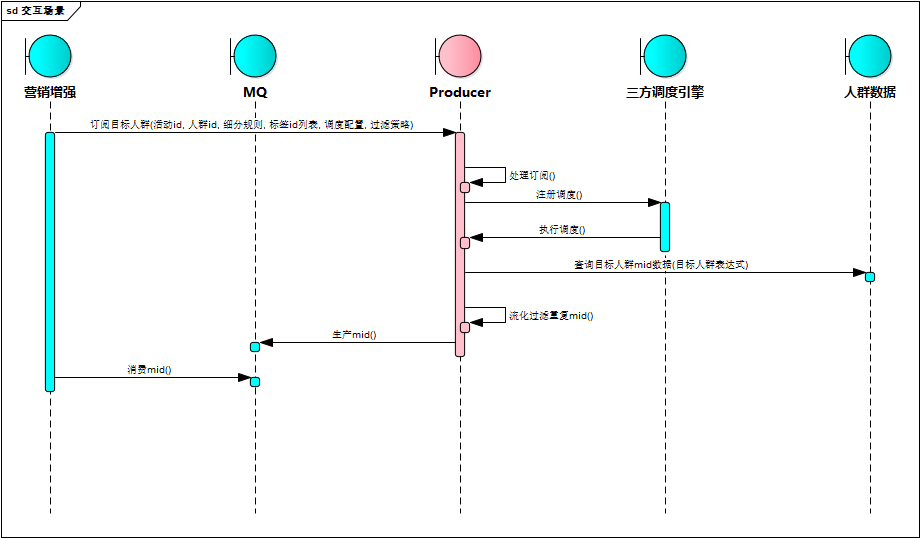 sd 交互场景
营销增强
MQ
Producer
三方调度引擎
人群数据
订阅目标人群(活动id, 人群id, 细分规则, 标签id列表, 调度配置, 过滤策略)
处理订阅()
注册调度()
执行调度()
查询目标人群mid数据(目标人群表达式)
流化过滤重复mid()
生产mid()
消费mid()